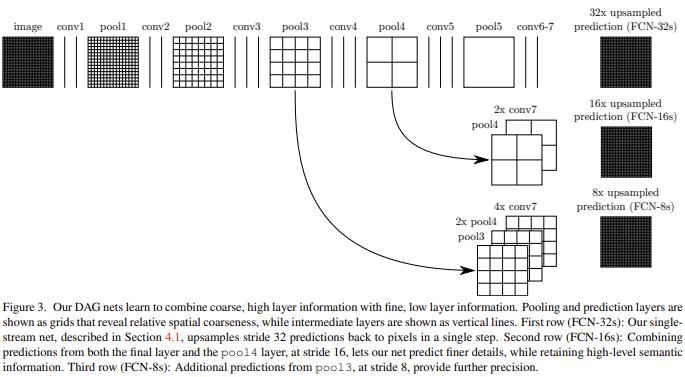 32x upsampled
image conv1 pool1 conv2 pool2 conv3 pool3 conv4 pool4 conv5 pool5 conv6-7 prediction (FCN-32s)
2x conv7
16x upsampled
pool4
prediction (FCN-16s)
4x conv7
8x upsampled
2x pool4
prediction (FCN-8s)
pool3
Figure 3. Our DAG nets learn to combine coarse, high layer information with fine, low layer information. Pooling and prediction layers are
shown as grids that reveal relative spatial coarseness, while intermediate layers are shown as vertical lines. First row (FCN-32s): Our single-
stream net, described in Section 4.1, upsamples stride 32 predictions back to pixels in a single step. Second row (FCN-16s): Combining
predictions from both the final layer and the pool4 layer, at stride 16, lets our net predict finer details, while retaining high-level semantic
information. Third row (FCN-8s): Additional predictions from pool3, at stride 8, provide further precision.